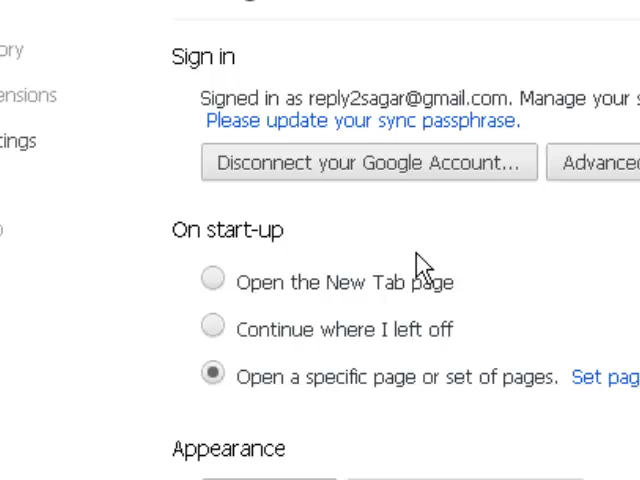 Sign in
ory
Signed in as reply2sagar@gmail.com. Manage your
ensions
Please update your sync passphrase.
tings
Disconnect your Google Account... Advanced
On start-up
Open the New Tab page
Continue where I left off
Open a specific page or set of pages. Set pag
Appearance